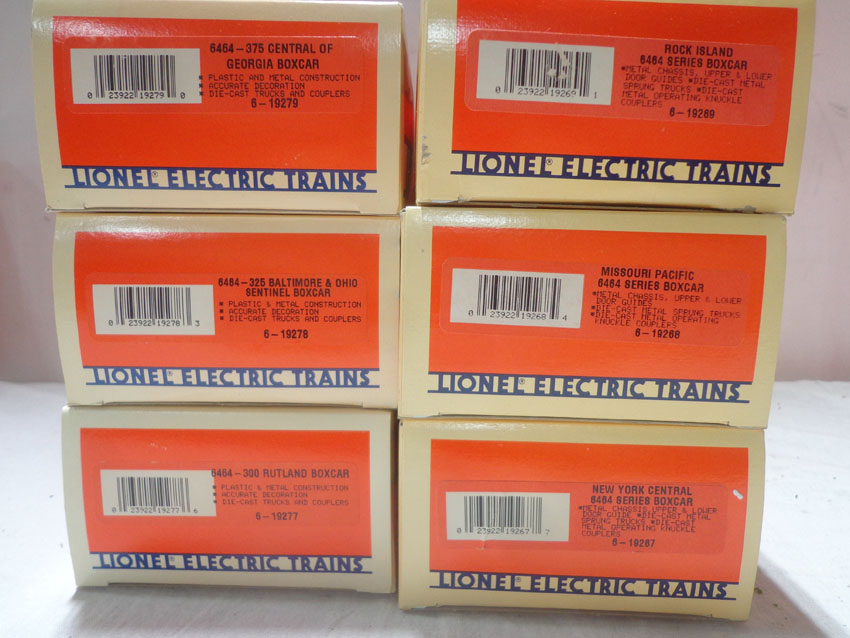 6464-375 CENTRAL OF
GEORGIA BOXCAR
* PLASTIC AND METAL CONSTRUCTION
* ACCURATE DECORATION
* DIE-CAST TRUCKS AND COUPLERS
6-19279
0 23922 19279 0
LIONEL® ELECTRIC TRAINS
ROCK ISLAND
6464 SERIES BOXCAR
*METAL CHASSIS, UPPER & LOWER
DOOR GUIDES *DIE-CAST METAL
SPRUNG TRUCKS *DIE-CAST
METAL OPERATING KNUCKLE
COUPLERS
6-19269
0 23922 19269 1
LIONEL® ELECTRIC TRAINS
6464-325 BALTIMORE & OHIO
SENTINEL BOXCAR
* PLASTIC & METAL CONSTRUCTION
* ACCURATE DECORATION
* DIE-CAST TRUCKS AND COUPLERS
6-19278
0 23922 19278 3
LIONEL® ELECTRIC TRAINS
MISSOURI PACIFIC
6464 SERIES BOXCAR
*METAL CHASSIS, UPPER & LOWER
DOOR GUIDES
*DIE-CAST METAL SPRUNG TRUCKS
*DIE-CAST METAL OPERATING
KNUCKLE COUPLERS
6-19268
0 23922 19268 4
LIONEL® ELECTRIC TRAINS
6464-300 RUTLAND BOXCAR
* PLASTIC & METAL CONSTRUCTION
* ACCURATE DECORATION
* DIE-CAST TRUCKS AND COUPLERS
6-19277
0 23922 19277 6
LIONEL® ELECTRIC TRAINS
NEW YORK CENTRAL
6464 SERIES BOXCAR
*METAL CHASSIS, UPPER & LOWER
DOOR GUIDE *DIE-CAST METAL
SPRUNG TRUCKS *DIE-CAST
METAL OPERATING KNUCKLE
COUPLERS
6-19267
0 23922 19267 7
LIONEL® ELECTRIC TRAINS